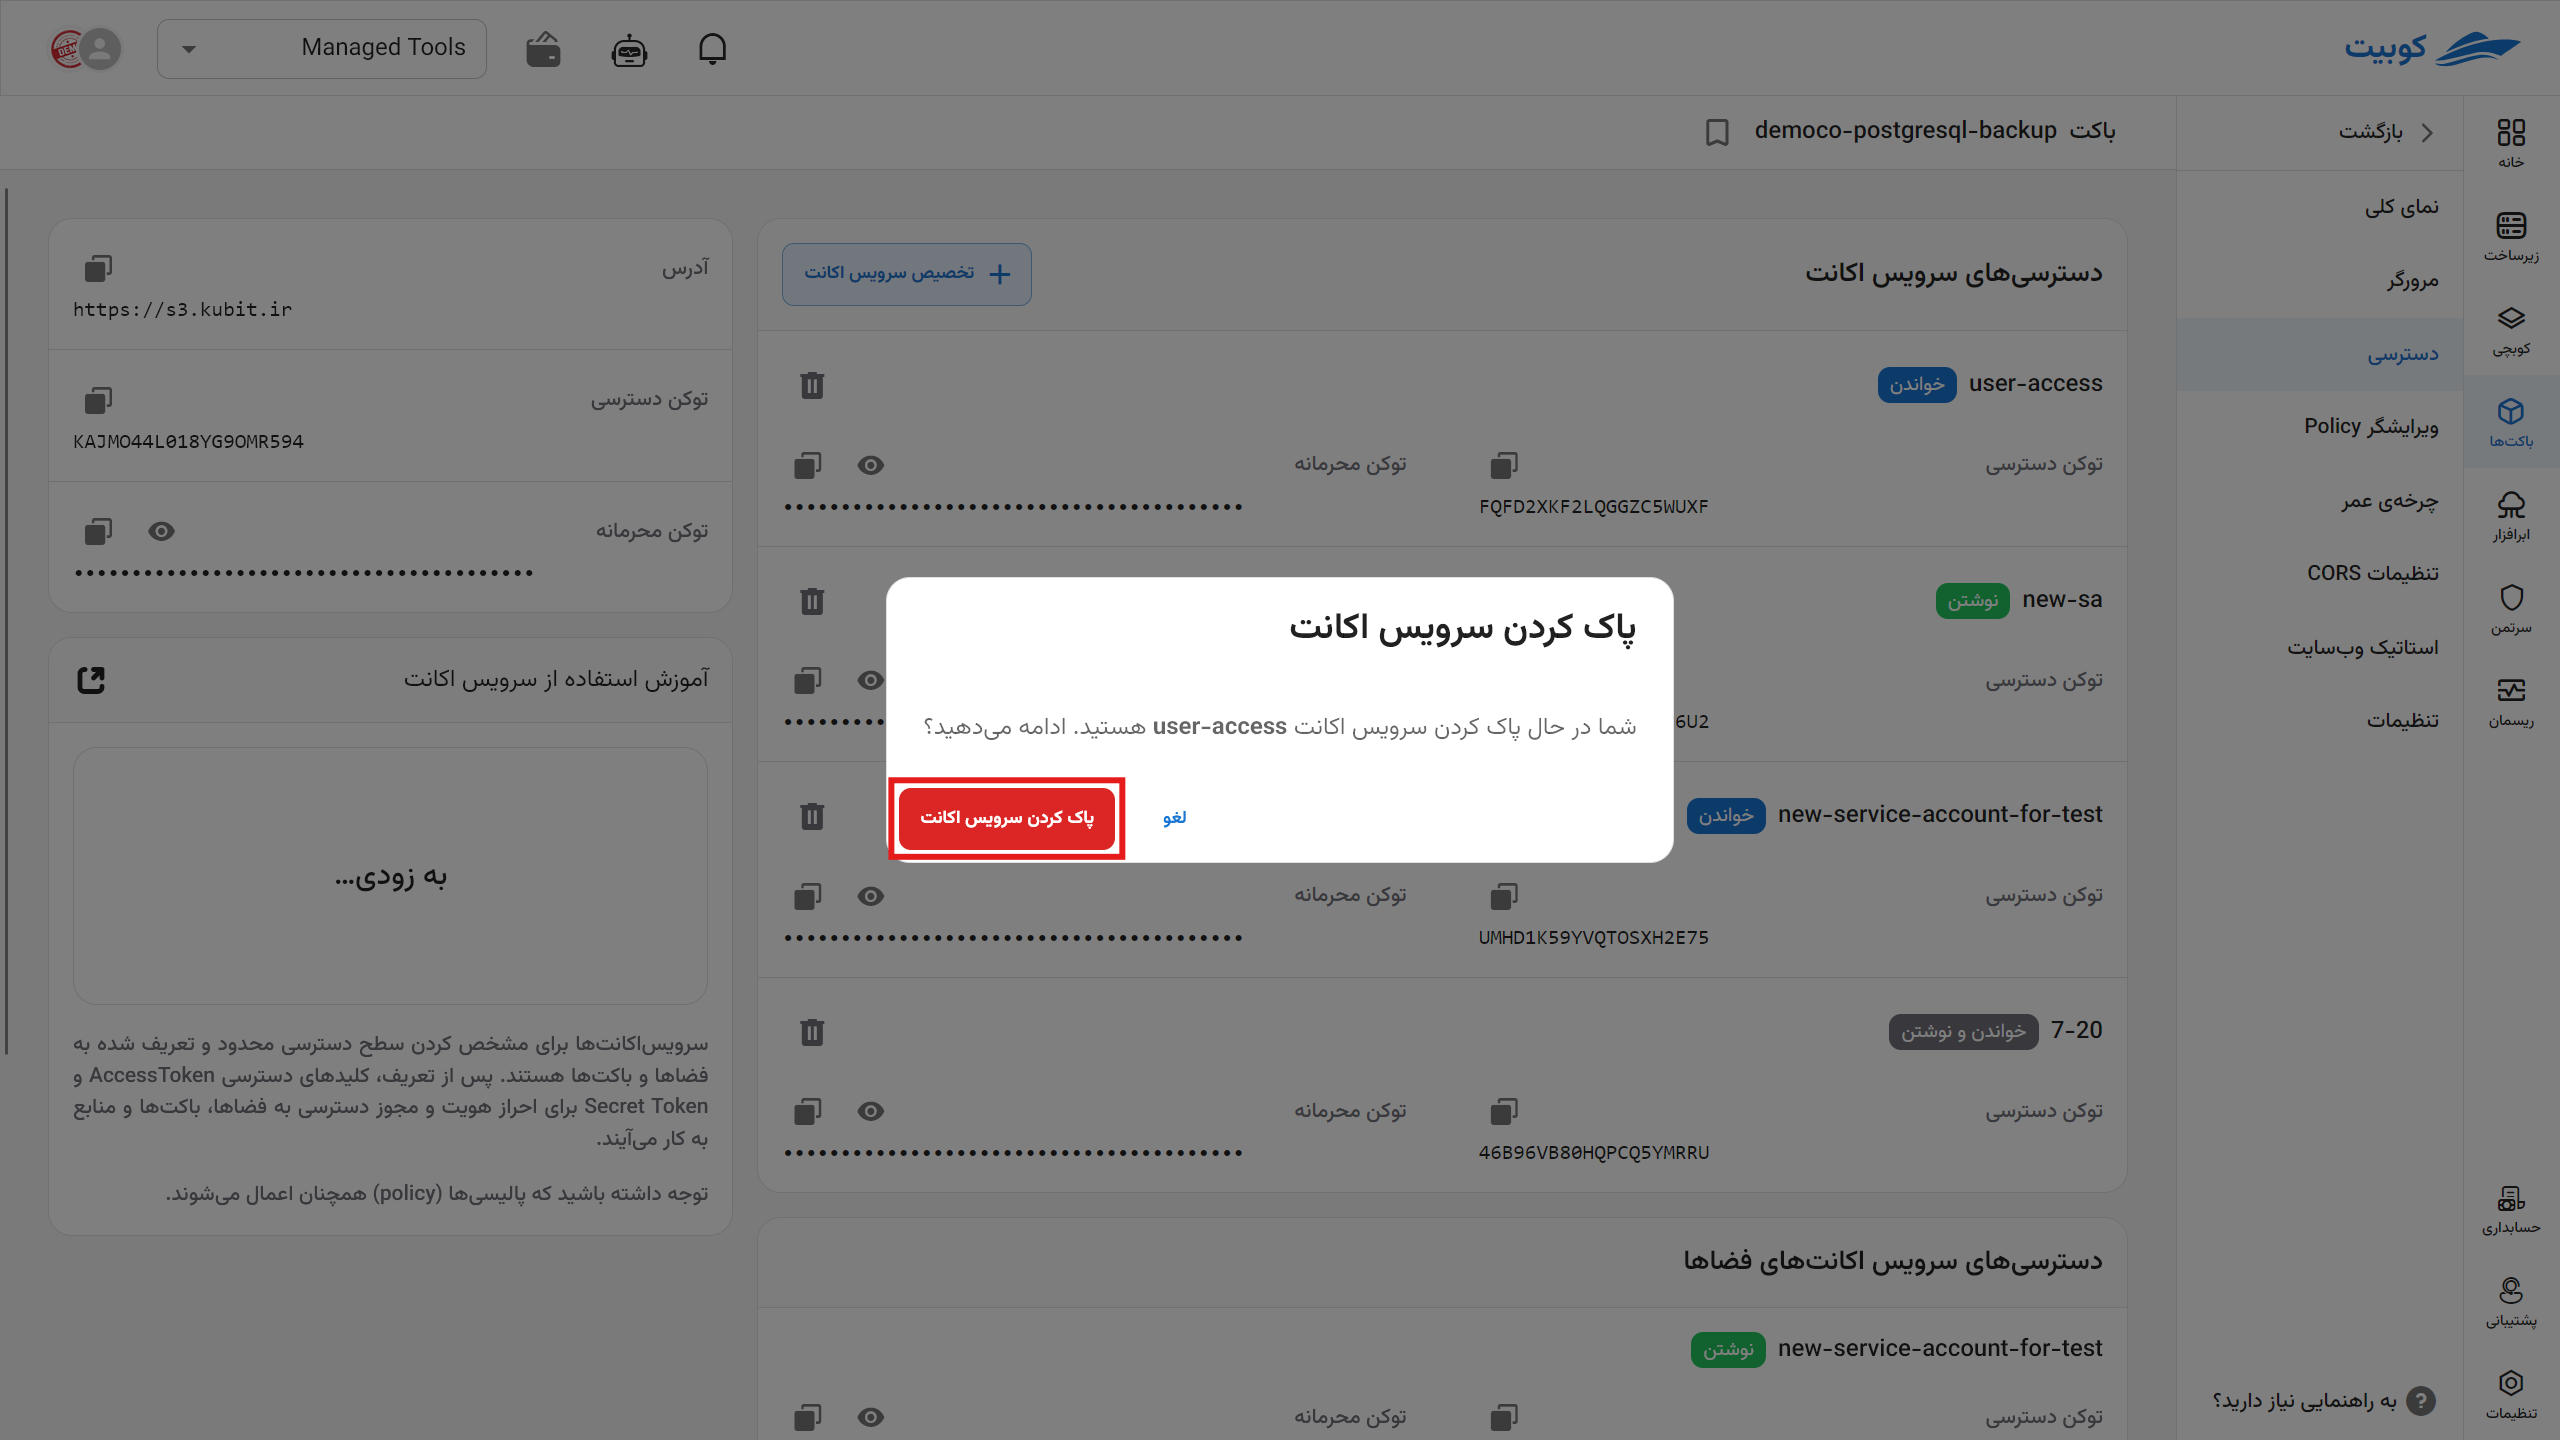 کوبیت
Managed Tools
خانه
زیرساخت
کوبچی
باکت‌ها
ابرافزار
سرتمن
ریسمان
حسابداری
پشتیبانی
تنظیمات
بازگشت
نمای کلی
مرورگر
دسترسی
ویرایشگر Policy
چرخه‌ی عمر
تنظیمات CORS
استاتیک وب‌سایت
تنظیمات
به راهنمایی نیاز دارید؟
باکت democo-postgresql-backup
دسترسی‌های سرویس اکانت
تخصیص سرویس اکانت
user-access خواندن
توکن دسترسی
FQFD2XKF2LQGGZC5WUXF
توکن محرمانه
new-sa نوشتن
توکن دسترسی
6U2
پاک کردن سرویس اکانت
شما در حال پاک کردن سرویس اکانت user-access هستید. ادامه می‌دهید؟
لغو
پاک کردن سرویس اکانت
new-service-account-for-test خواندن
توکن دسترسی
UMHD1K59YVQTOSXH2E75
توکن محرمانه
7-20 خواندن و نوشتن
توکن دسترسی
46B96VB80HQPCQ5YMRRU
توکن محرمانه
دسترسی‌های سرویس اکانت‌های فضاها
new-service-account-for-test نوشتن
توکن دسترسی
توکن محرمانه
آدرس
https://s3.kubit.ir
توکن دسترسی
KAJMO44L018YG9OMR594
توکن محرمانه
آموزش استفاده از سرویس اکانت
به زودی...
سرویس‌اکانت‌ها برای مشخص کردن سطح دسترسی محدود و تعریف شده به
فضاها و باکت‌ها هستند. پس از تعریف، کلیدهای دسترسی AccessToken و
Secret Token برای احراز هویت و مجوز دسترسی به فضاها، باکت‌ها و منابع
به کار می‌آیند.
توجه داشته باشید که پالیسی‌ها (policy) همچنان اعمال می‌شوند.